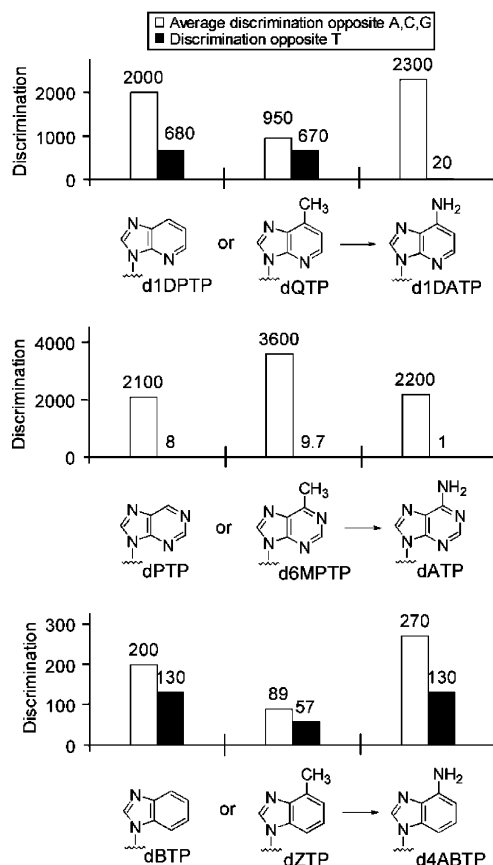 Average discrimination opposite A,C,G
Discrimination opposite T
Discrimination
2000
1000
0
2000
680
950
670
2300
20
CH3
NH2
N
N
N
or
N
N
N
N
N
N
d1DPTP
dQTP
d1DATP
Discrimination
4000
2000
0
2100
8
3600
9.7
2200
1
CH3
NH2
N
N
N
N
or
N
N
N
N
N
N
N
N
dPTP
d6MPTP
dATP
Discrimination
300
200
100
0
200
130
89
57
270
130
CH3
NH2
N
N
or
N
N
N
N
dBTP
dZTP
d4ABTP